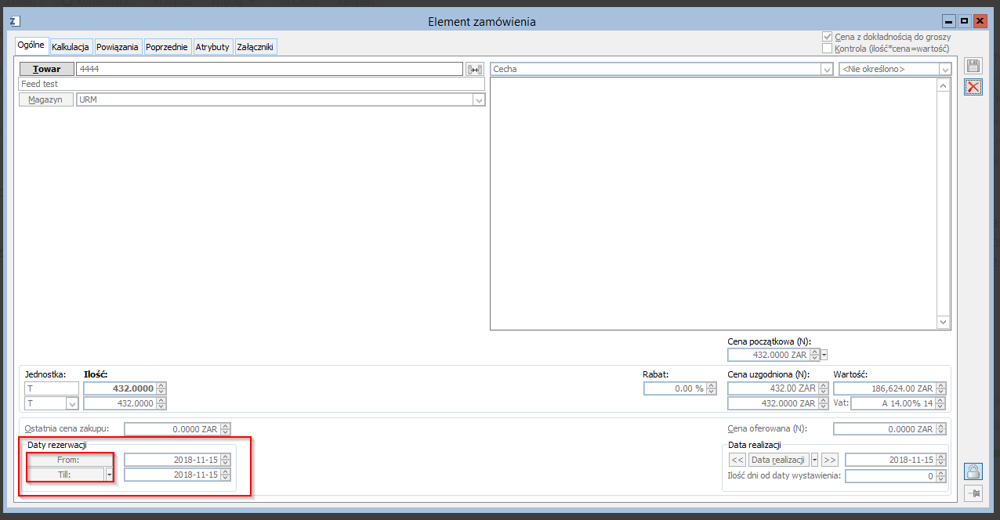 Element zamówienia
Ogólne Kalkulacja Powiązania Poprzednie Atrybuty Załączniki
Cena z dokładnością do groszy
Kontrola (ilość*cena=wartość)
Towar 4444 Cecha <Nie określono>
Feed test
Magazyn URM
Cena początkowa (N):
432.0000 ZAR
Jednostka: Ilość: Rabat: Cena uzgodniona (N): Wartość:
T 432.0000 0.00 % 432.00 ZAR 186,624.00 ZAR
T 432.0000 432.0000 ZAR Vat: A 14.00% 14
Ostatnia cena zakupu: 0.0000 ZAR Cena oferowana (N): 0.0000 ZAR
Daty rezerwacji Data realizacji
From: 2018-11-15 << Data realizacji >> 2018-11-15
Till: 2018-11-15 Ilość dni od daty wystawienia: 0